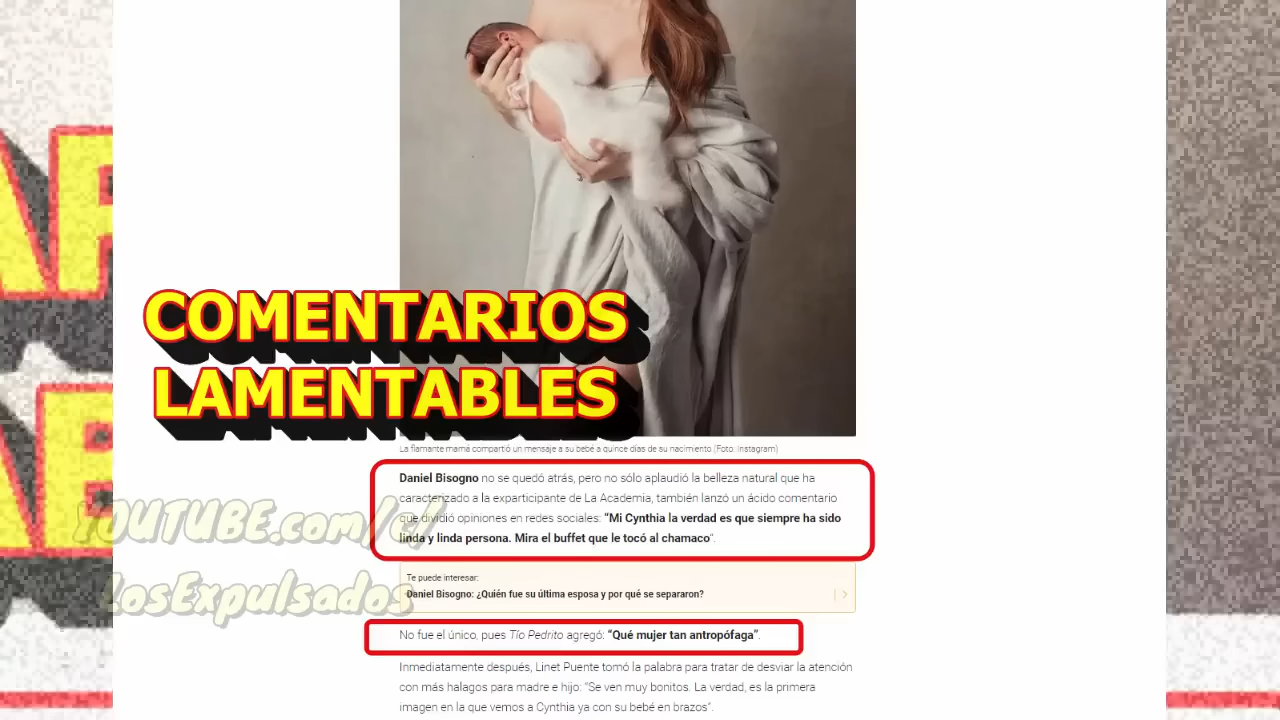 COMENTARIOS
LAMENTABLES
La flamante mamá compartió un mensaje a su bebé a quince días de su nacimiento (Foto: Instagram)
Daniel Bisogno no se quedó atrás, pero no sólo aplaudió la belleza natural que ha
caracterizado a la exparticipante de La Academia, también lanzó un ácido comentario
que dividió opiniones en redes sociales: “Mi Cynthia la verdad es que siempre ha sido
linda y linda persona. Mira el buffet que le tocó al chamaco“.
YOUTUBE.com/c/
LosExpulsados
Te puede interesar:
Daniel Bisogno: ¿Quién fue su última esposa y por qué se separaron?
No fue el único, pues Tío Pedrito agregó: “Qué mujer tan antropófaga”.
Inmediatamente después, Linet Puente tomó la palabra para tratar de desviar la atención
con más halagos para madre e hijo: “Se ven muy bonitos. La verdad, es la primera
imagen en la que vemos a Cynthia ya con su bebé en brazos”.